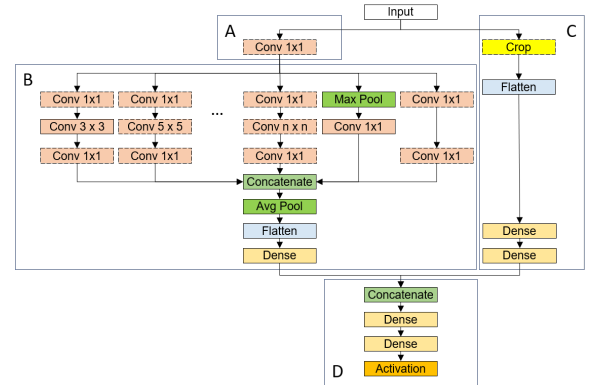 Input
A
Conv 1x1
C
Crop
Flatten
Dense
Dense
B
Conv 1x1 Conv 1x1 ... Conv 1x1 Max Pool Conv 1x1
Conv 3 x 3 Conv 5 x 5 Conv n x n Conv 1x1
Conv 1x1 Conv 1x1 Conv 1x1 Conv 1x1
Concatenate
Avg Pool
Flatten
Dense
Concatenate
Dense
Dense
D
Activation